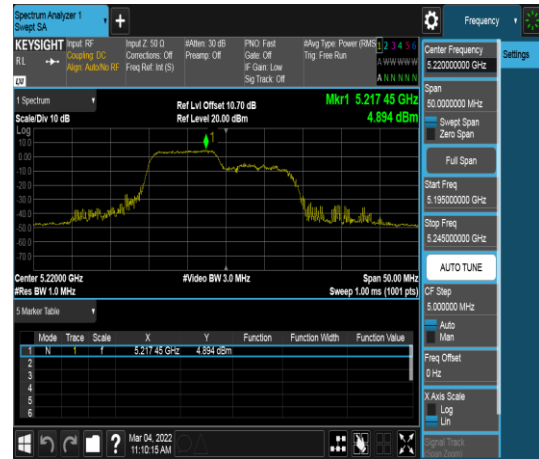 Spectrum Analyzer 1
Swept SA
+
Frequency
KEYSIGHT
Input: RF
Input Z: 50 Ω
#Atten: 30 dB
PNO: Fast
#Avg Type: Power (RMS
1 2 3 4 5 6
RL
Coupling: DC
Corrections: Off
Preamp: Off
Gate: Off
Trig: Free Run
A WW WW W
Align: Auto/No RF
Freq Ref: Int (S)
IF Gain: Low
Sig Track: Off
A N N N N N
LXI
1 Spectrum
Ref Lvl Offset 10.70 dB
Mkr1 5.217 45 GHz
Scale/Div 10 dB
Ref Level 20.00 dBm
4.894 dBm
Log
1
10.0
0.00
-10.0
-20.0
-30.0
-40.0
-50.0
-60.0
-70.0
Center 5.22000 GHz
#Video BW 3.0 MHz
Span 50.00 MHz
#Res BW 1.0 MHz
Sweep 1.00 ms (1001 pts)
5 Marker Table
Mode Trace Scale X Y Function Function Width Function Value
1 N 1 f 5.217 45 GHz 4.894 dBm
2
3
4
5
6
Mar 04, 2022
11:10:15 AM
?
Center Frequency
5.220000000 GHz
Settings
Span
50.0000000 MHz
Swept Span
Zero Span
Full Span
Start Freq
5.195000000 GHz
Stop Freq
5.245000000 GHz
AUTO TUNE
CF Step
5.000000 MHz
Auto
Man
Freq Offset
0 Hz
X Axis Scale
Log
Lin
Signal Track
(Span Zoom)